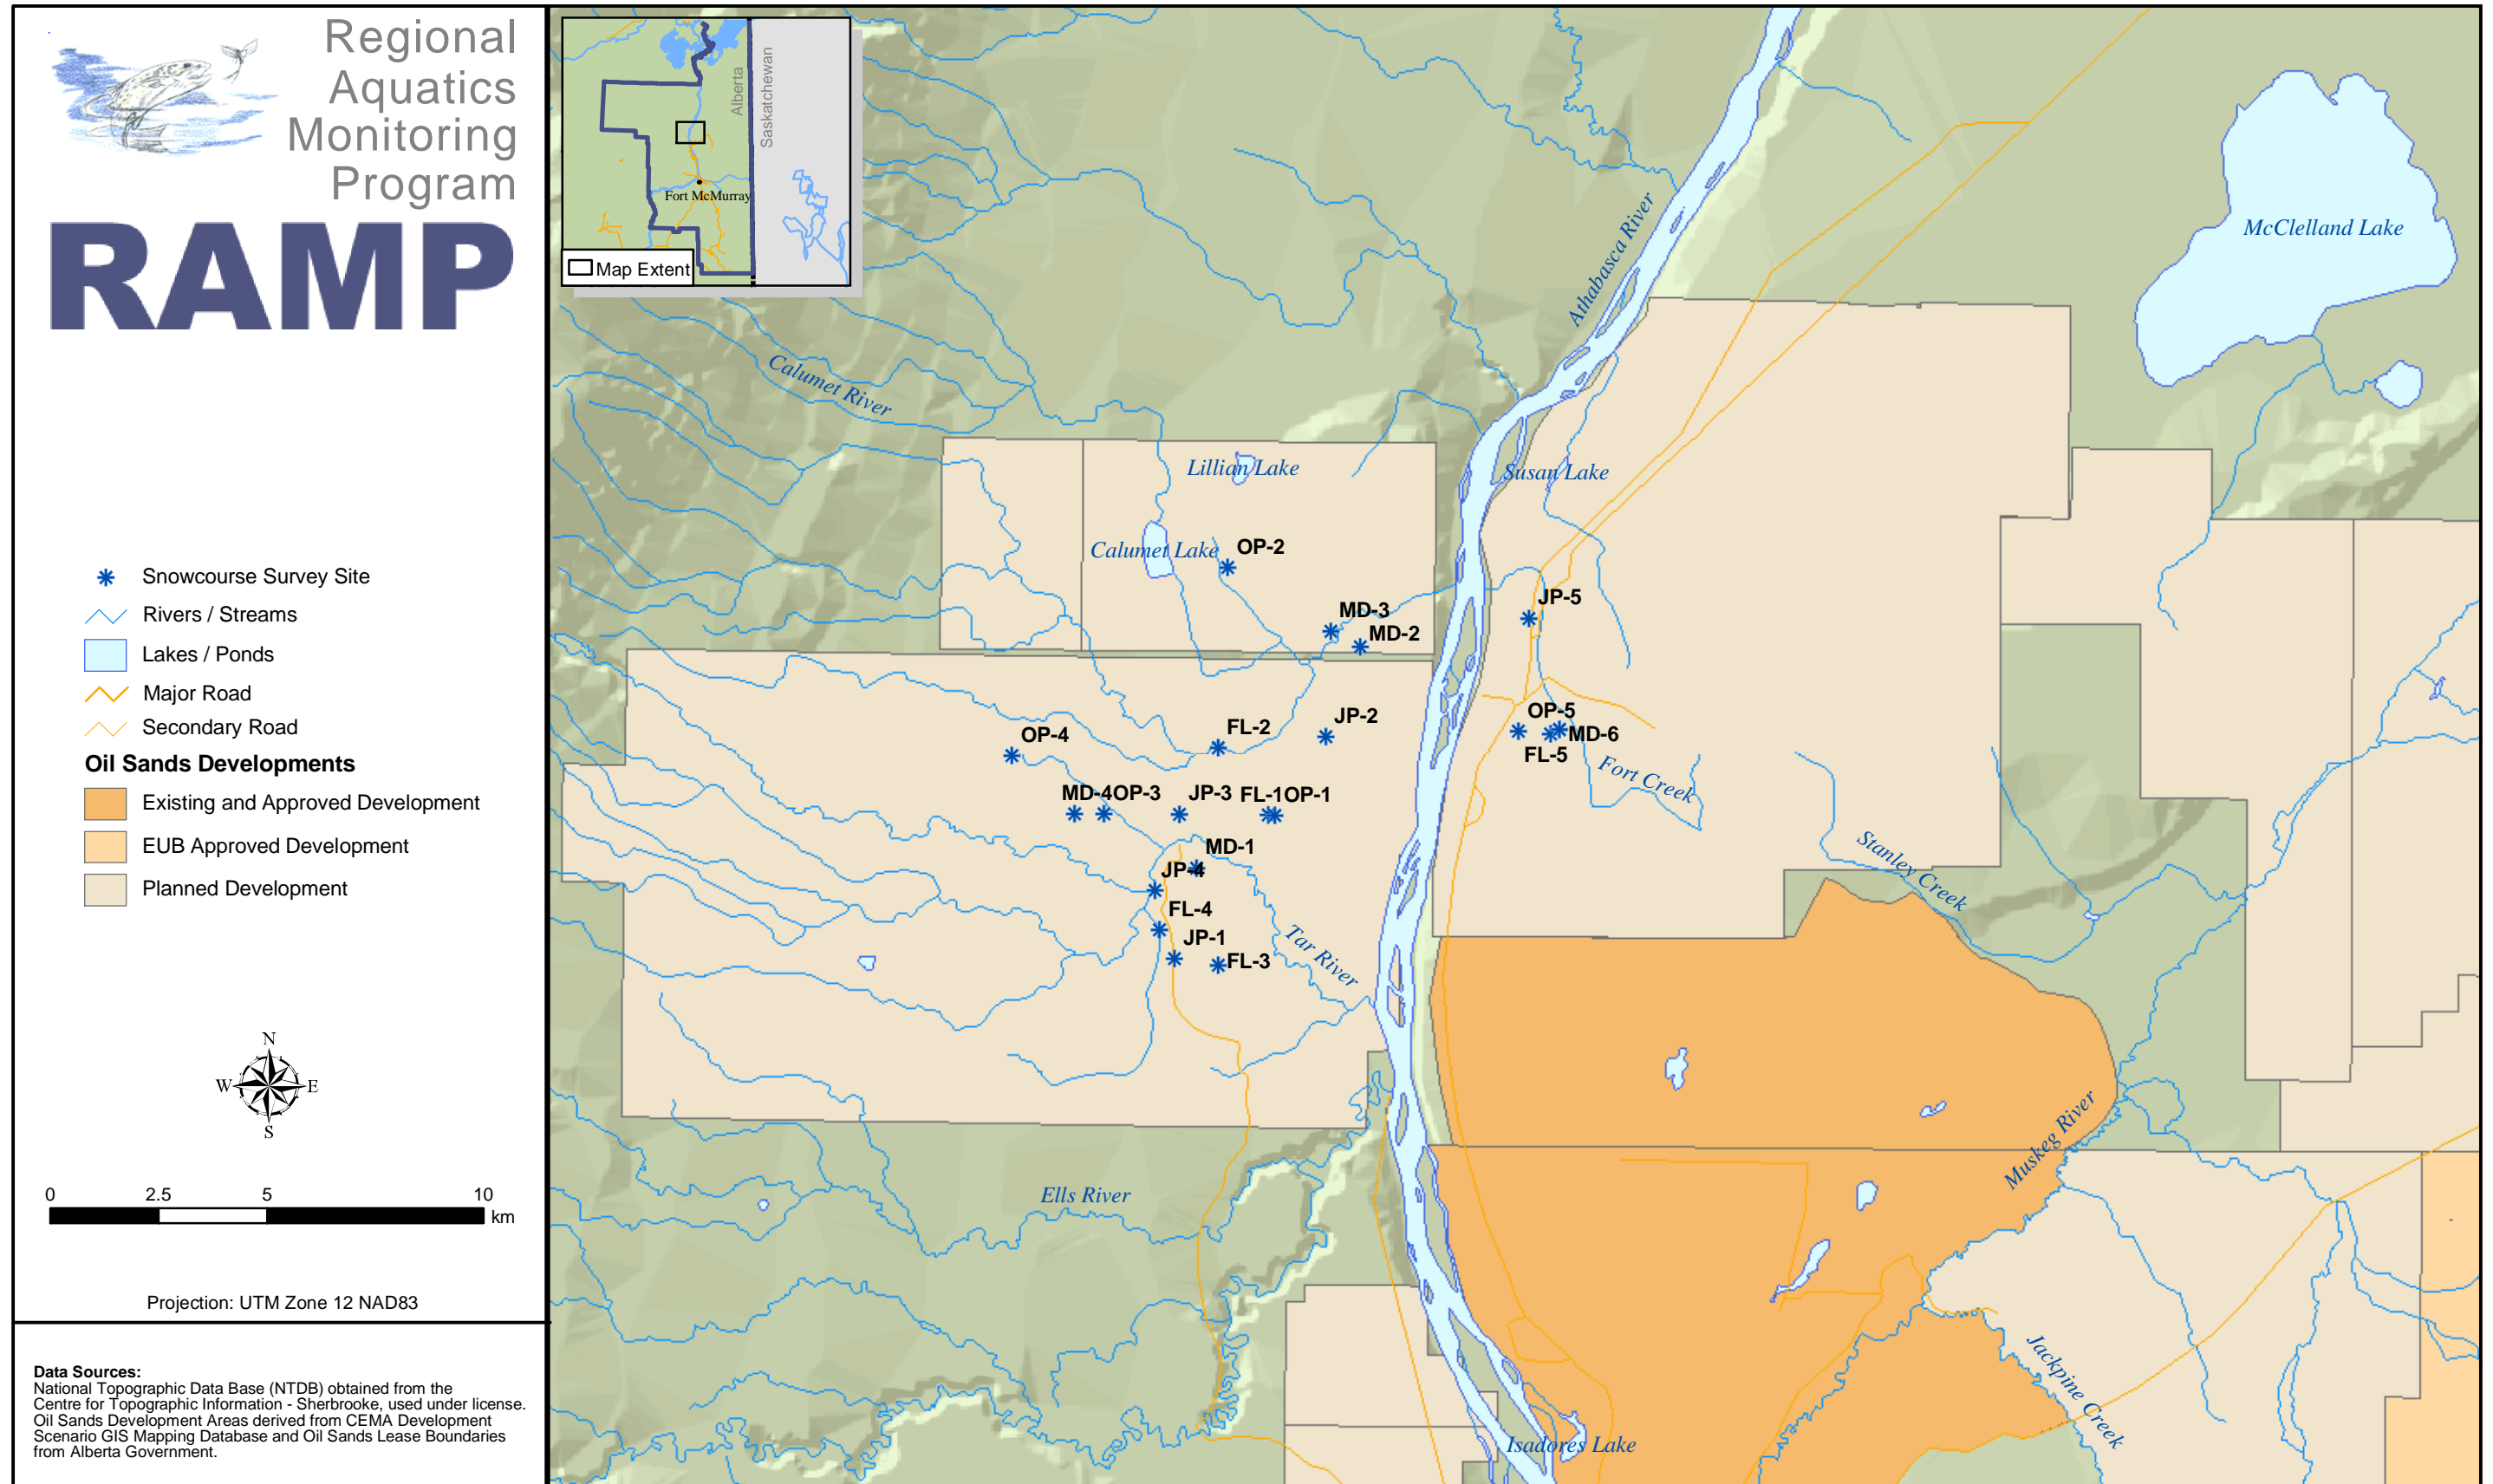 Regional
Aquatics
Monitoring
Program
RAMP
Snowcourse Survey Site
Rivers / Streams
Lakes / Ponds
Major Road
Secondary Road
Oil Sands Developments
Existing and Approved Development
EUB Approved Development
Planned Development
N
W E
S
0 2.5 5 10
km
Projection: UTM Zone 12 NAD83
Data Sources:
National Topographic Data Base (NTDB) obtained from the
Centre for Topographic Information - Sherbrooke, used under license.
Oil Sands Development Areas derived from CEMA Development
Scenario GIS Mapping Database and Oil Sands Lease Boundaries
from Alberta Government.
Alberta
Saskatchewan
Fort McMurray
Map Extent
Athabasca River
McClelland Lake
Calumet River
Lillian Lake
Susan Lake
Calumet Lake
OP-2
JP-5
MD-3
MD-2
OP-5
MD-6
FL-5
JP-2
FL-2
OP-4
Fort Creek
MD-4
OP-3
JP-3
FL-1
OP-1
MD-1
JP-4
Stanley Creek
FL-4
JP-1
FL-3
Tar River
Muskeg River
Ells River
Jackpine Creek
Isadores Lake